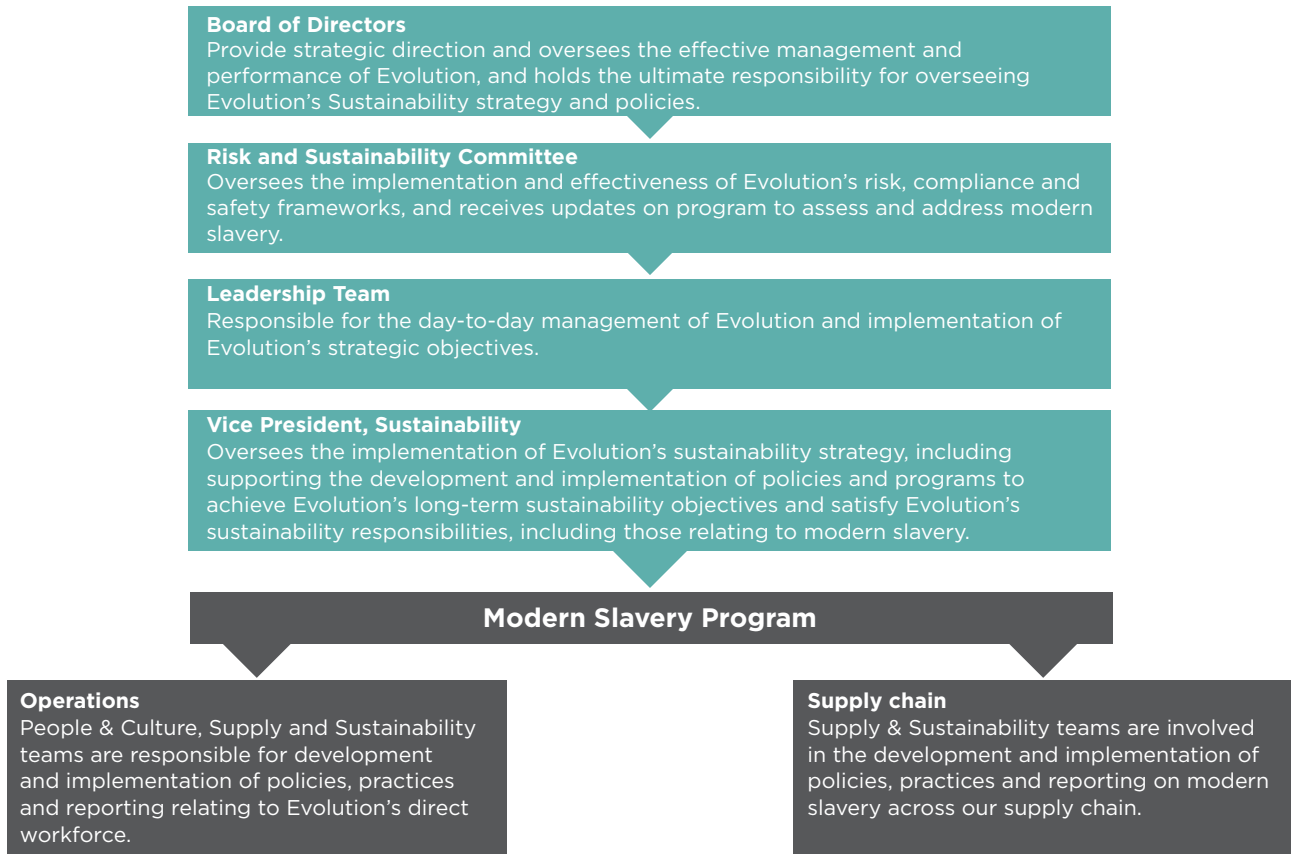 Board of Directors
Provide strategic direction and oversees the effective management and
performance of Evolution, and holds the ultimate responsibility for overseeing
Evolution’s Sustainability strategy and policies.
Risk and Sustainability Committee
Oversees the implementation and effectiveness of Evolution’s risk, compliance and
safety frameworks, and receives updates on program to assess and address modern
slavery.
Leadership Team
Responsible for the day-to-day management of Evolution and implementation of
Evolution’s strategic objectives.
Vice President, Sustainability
Oversees the implementation of Evolution’s sustainability strategy, including
supporting the development and implementation of policies and programs to
achieve Evolution’s long-term sustainability objectives and satisfy Evolution’s
sustainability responsibilities, including those relating to modern slavery.
Modern Slavery Program
Operations
People & Culture, Supply and Sustainability
teams are responsible for development
and implementation of policies, practices
and reporting relating to Evolution’s direct
workforce.
Supply chain
Supply & Sustainability teams are involved
in the development and implementation of
policies, practices and reporting on modern
slavery across our supply chain.